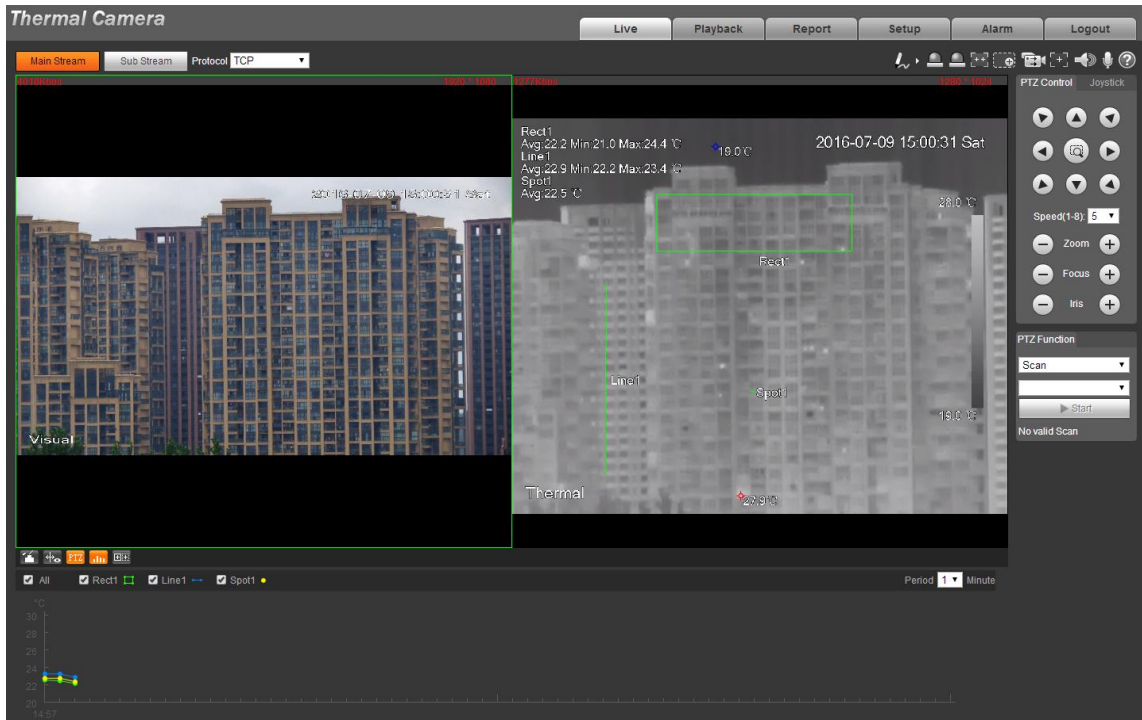 Thermal Camera
Live Playback Report Setup Alarm Logout
Main Stream Sub Stream Protocol TCP
1920 * 1080
1280 * 1024
PTZ Control Joystick
Rect1
Avg:22.2 Min:21.0 Max:24.4 ℃
Line1
Avg:22.9 Min:22.2 Max:23.4 ℃
Spot1
Avg:22.5 ℃
19.0℃
2016-07-09 15:00:31 Sat
28.0 ℃
Rect1
Line1
Spot1
19.0 ℃
Visual
Thermal
27.9℃
Speed(1-8): 5
Zoom
Focus
Iris
PTZ Function
Scan
Start
No valid Scan
PTZ
All Rect1 Line1 Spot1 Period 1 Minute
°C
30
28
26
24
22
20
14:57